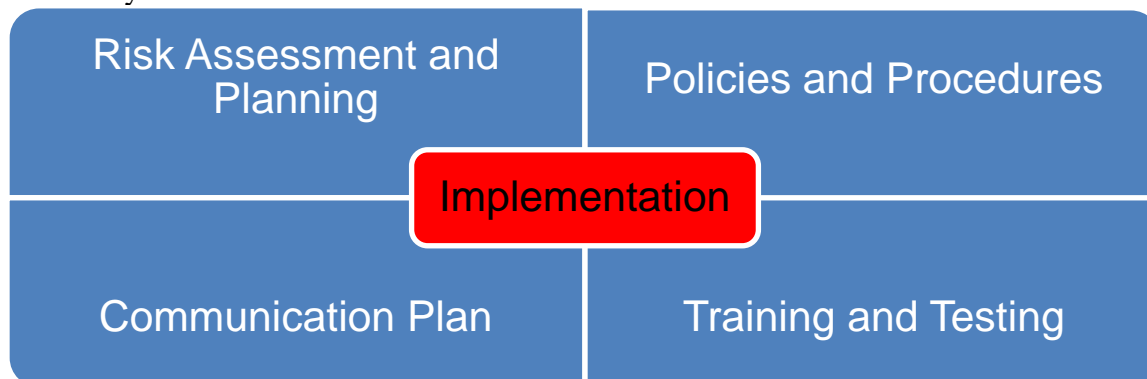 Risk Assessment and
Planning
Policies and Procedures
Implementation
Communication Plan
Training and Testing